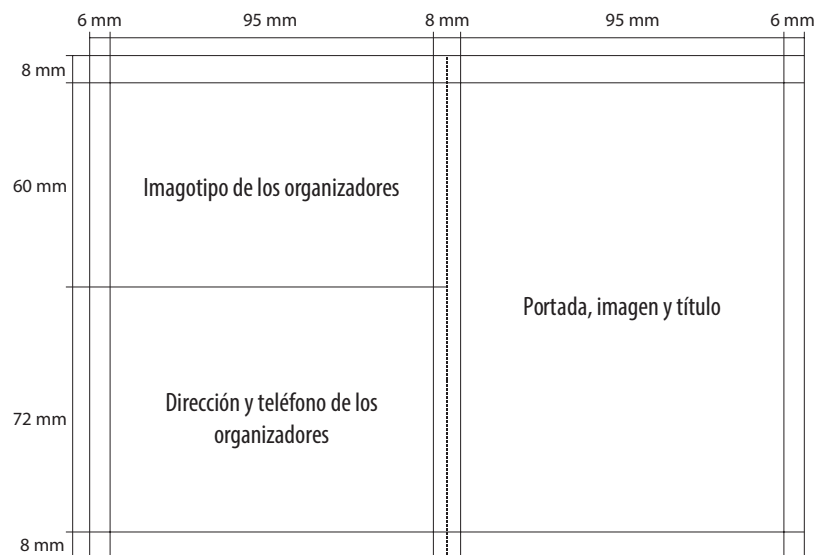 6 mm 95 mm 8 mm 95 mm 6 mm
8 mm
60 mm
Imagotipo de los organizadores
Portada, imagen y título
72 mm
Dirección y teléfono de los
organizadores
8 mm